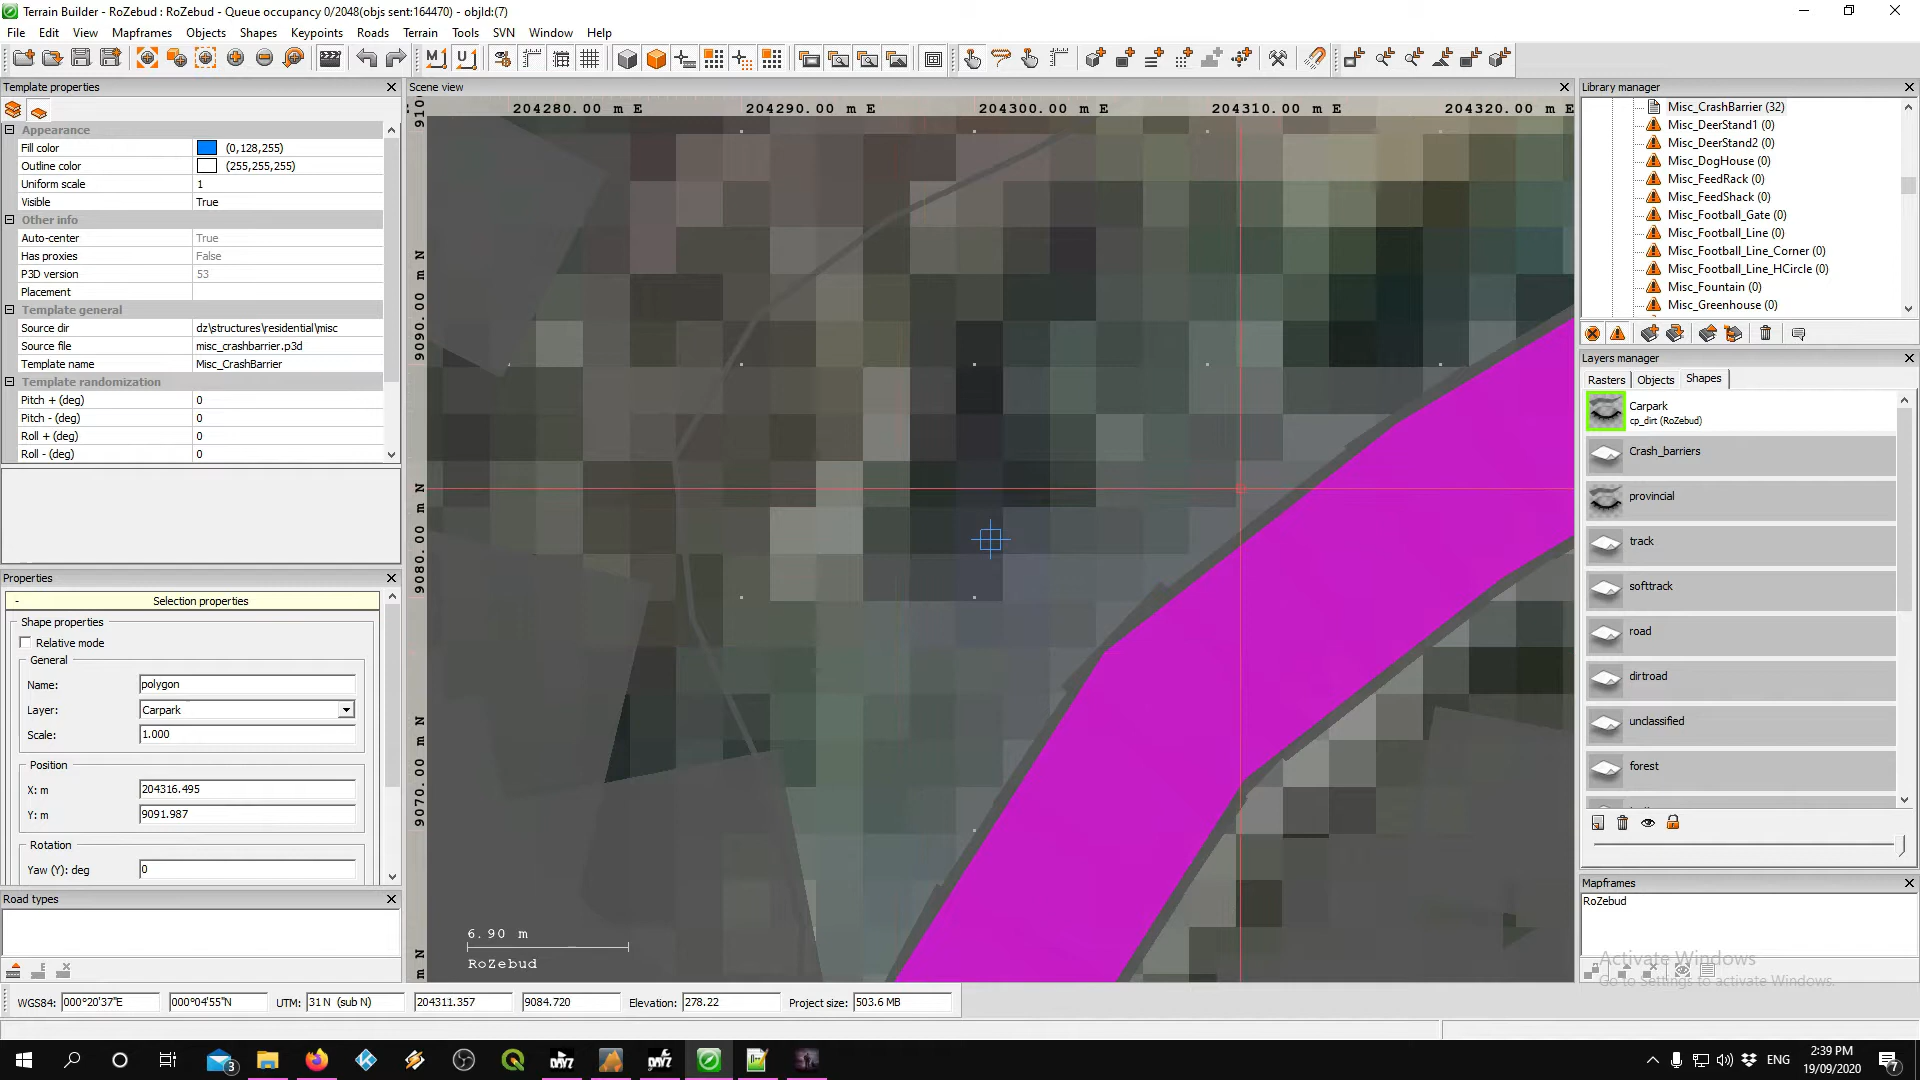 Terrain Builder - RoZebud : RoZebud - Queue occupancy 0/2048(objs sent:164470) - objId:(7)
File Edit View Mapframes Objects Shapes Keypoints Roads Terrain Tools SVN Window Help
Template properties
Appearance
Fill color (0,128,255)
Outline color (255,255,255)
Uniform scale 1
Visible True
Other info
Auto-center True
Has proxies False
P3D version 53
Placement
Template general
Source dir dz\structures\residential\misc
Source file misc_crashbarrier.p3d
Template name Misc_CrashBarrier
Template randomization
Pitch + (deg) 0
Pitch - (deg) 0
Roll + (deg) 0
Roll - (deg) 0
Properties
- Selection properties
Shape properties
Relative mode
General
Name: polygon
Layer: Carpark
Scale: 1.000
Position
X: m 204316.495
Y: m 9091.987
Rotation
Yaw (Y): deg 0
Road types
Scene view
204280.00 m E 204290.00 m E 204300.00 m E 204310.00 m E 204320.00 m E
9090.00 m N
9080.00 m N
9070.00 m N
6.90 m
RoZebud
Library manager
Misc_CrashBarrier (32)
Misc_DeerStand1 (0)
Misc_DeerStand2 (0)
Misc_DogHouse (0)
Misc_FeedRack (0)
Misc_FeedShack (0)
Misc_Football_Gate (0)
Misc_Football_Line (0)
Misc_Football_Line_Corner (0)
Misc_Football_Line_HCircle (0)
Misc_Fountain (0)
Misc_Greenhouse (0)
Layers manager
Rasters Objects Shapes
Carpark
cp_dirt (RoZebud)
Crash_barriers
provincial
track
softtrack
road
dirtroad
unclassified
forest
Mapframes
RoZebud
Activate Windows
Go to Settings to activate Windows.
WGS84: 000°20'37"E 000°04'55"N UTM: 31 N (sub N) 204311.357 9084.720 Elevation: 278.22 Project size: 503.6 MB
3 ENG 2:39 PM
19/09/2020 7